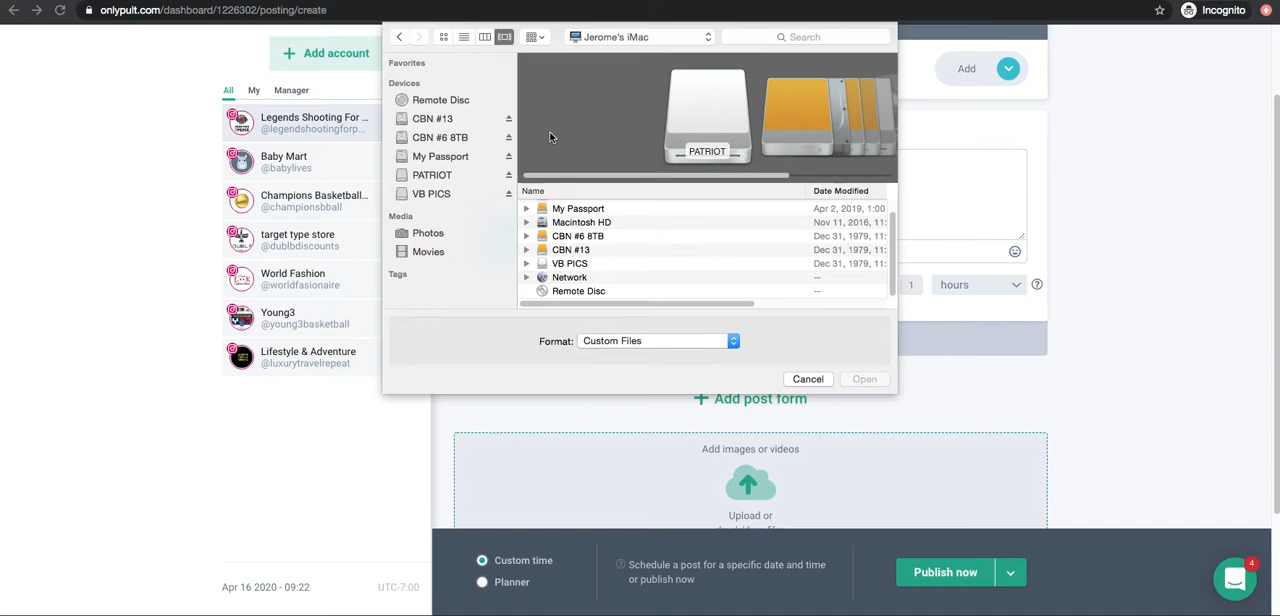 onlypult.com/dashboard/1226302/posting/create
Incognito
Add account
All
My
Manager
Legends Shooting For ...
@legendshootingforp...
Baby Mart
@babylives
Champions Basketball...
@championsbball
target type store
@dublbdiscounts
World Fashion
@worldfasionaire
Young3
@young3basketball
Lifestyle & Adventure
@luxurytravelrepeat
Apr 16 2020 - 09:22
UTC-7:00
Jerome's iMac
Search
Favorites
Devices
Remote Disc
CBN #13
CBN #6 8TB
My Passport
PATRIOT
VB PICS
Media
Photos
Movies
Tags
PATRIOT
Name
Date Modified
My Passport
Apr 2, 2019, 1:00
Macintosh HD
Nov 11, 2016, 11:
CBN #6 8TB
Dec 31, 1979, 11:
CBN #13
Dec 31, 1979, 11:
VB PICS
Dec 31, 1979, 11:
Network
--
Remote Disc
--
Format:
Custom Files
Cancel
Open
Add
1
hours
Add post form
Add images or videos
Upload or
Custom time
Planner
Schedule a post for a specific date and time
or publish now
Publish now
4